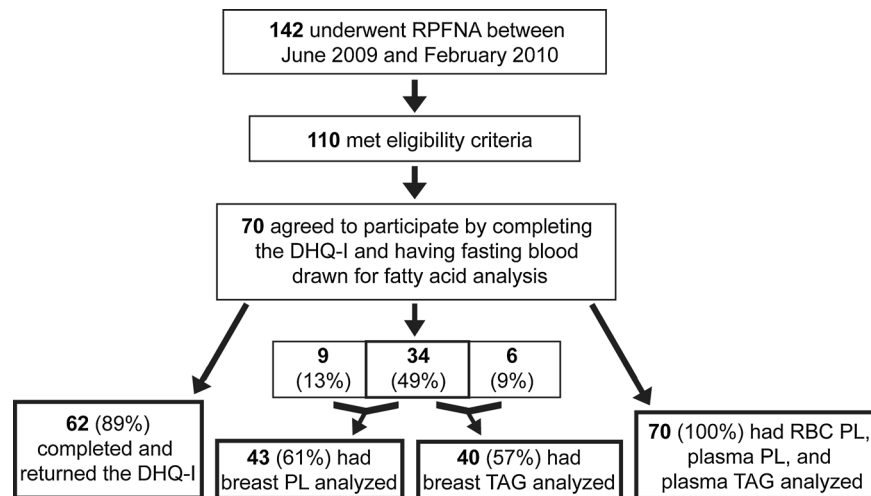 142 underwent RPFNA between
June 2009 and February 2010
110 met eligibility criteria
70 agreed to participate by completing
the DHQ-I and having fasting blood
drawn for fatty acid analysis
9
(13%)
34
(49%)
6
(9%)
62 (89%)
completed and
returned the DHQ-I
43 (61%) had
breast PL analyzed
40 (57%) had
breast TAG analyzed
70 (100%) had RBC PL,
plasma PL, and
plasma TAG analyzed